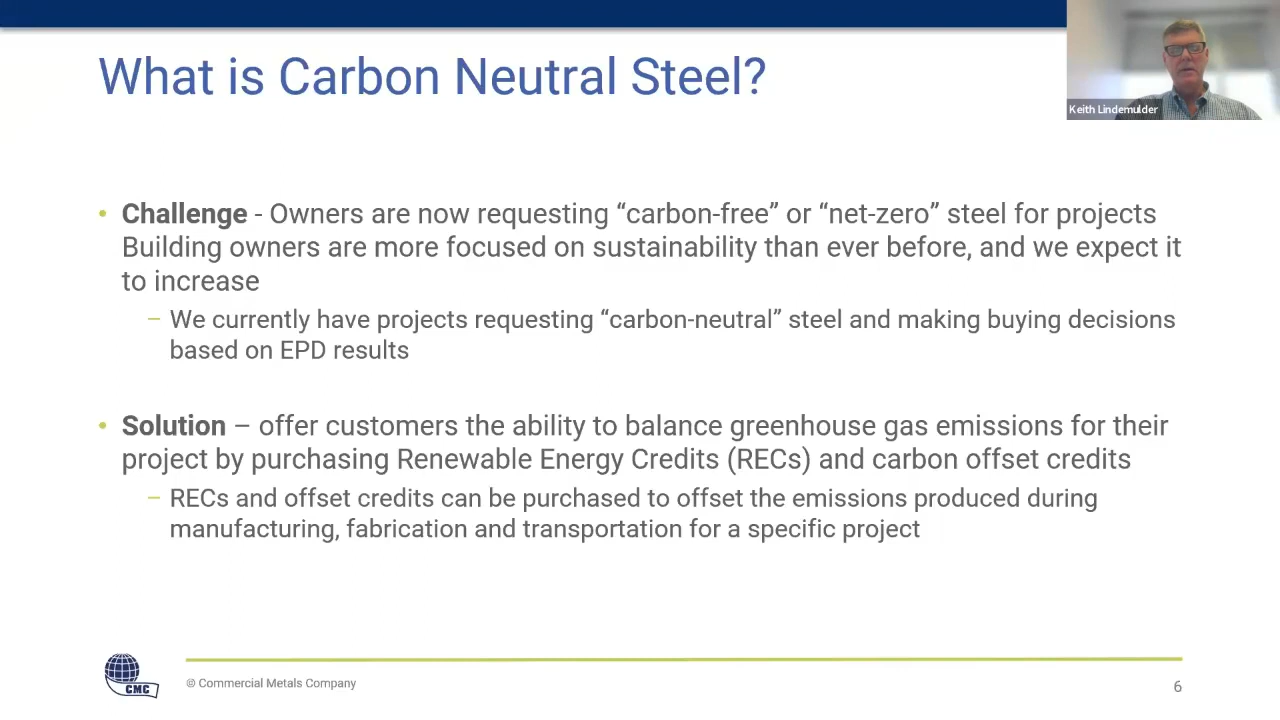 What is Carbon Neutral Steel?
Keith Lindemulder
• Challenge - Owners are now requesting “carbon-free” or “net-zero” steel for projects
Building owners are more focused on sustainability than ever before, and we expect it
to increase
– We currently have projects requesting “carbon-neutral” steel and making buying decisions
based on EPD results
• Solution – offer customers the ability to balance greenhouse gas emissions for their
project by purchasing Renewable Energy Credits (RECs) and carbon offset credits
– RECs and offset credits can be purchased to offset the emissions produced during
manufacturing, fabrication and transportation for a specific project
CMC
© Commercial Metals Company
6